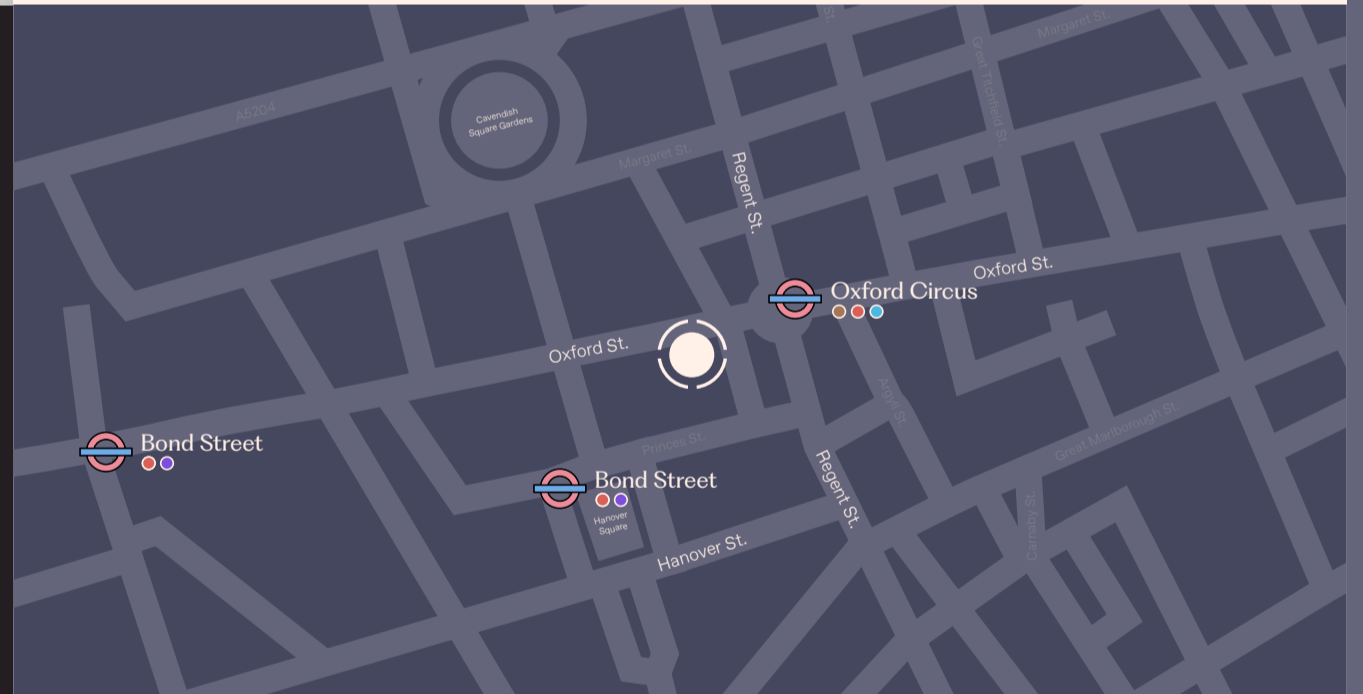 St.
Margaret St.
Great Titchfield St.
A5204
Cavendish
Square Gardens
Margaret St.
Regent St.
Oxford St.
Oxford Circus
Oxford St.
Argyll St.
Great Marlborough St.
Bond Street
Princes St.
Regent St.
Bond Street
Hanover
Square
Carnaby St.
Hanover St.